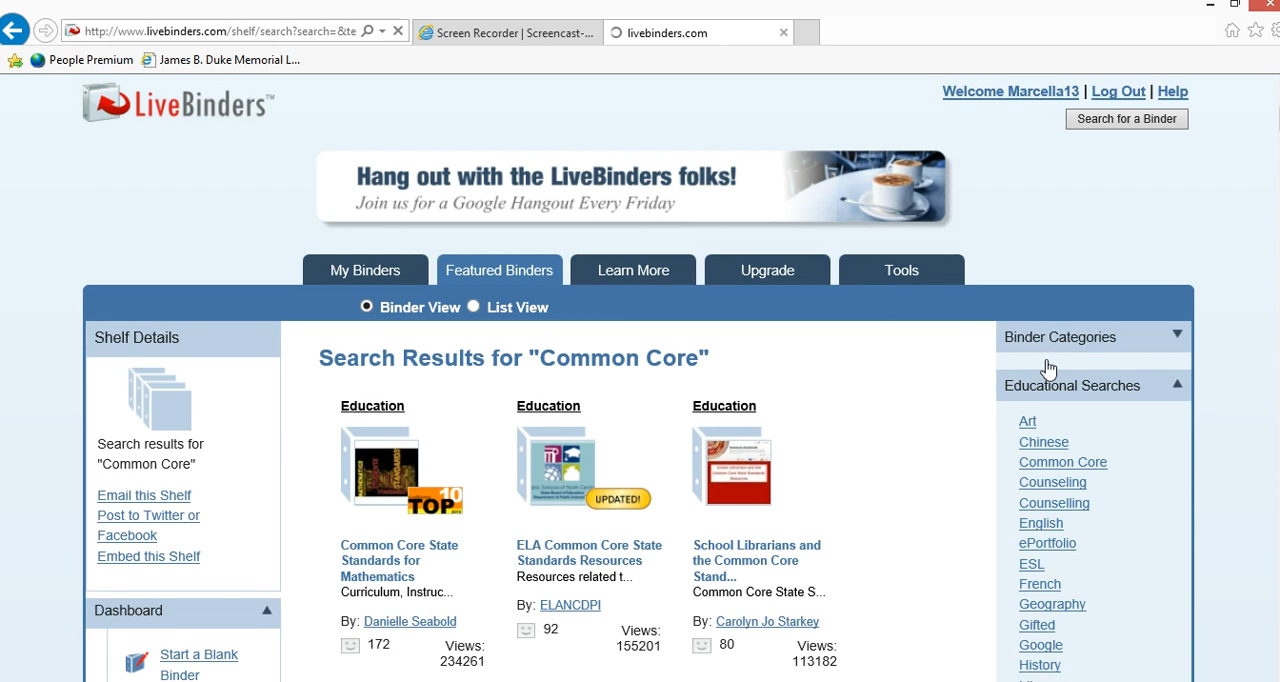 http://www.livebinders.com/shelf/search?search=&te
Screen Recorder | Screencast-...
livebinders.com
People Premium
James B. Duke Memorial L...
LiveBinders™
Welcome Marcella13 | Log Out | Help
Search for a Binder
Hang out with the LiveBinders folks!
Join us for a Google Hangout Every Friday
My Binders
Featured Binders
Learn More
Upgrade
Tools
Binder View
List View
Shelf Details
Search results for
"Common Core"
Email this Shelf
Post to Twitter or
Facebook
Embed this Shelf
Dashboard
Start a Blank
Binder
Search Results for "Common Core"
Education
TOP 10
Common Core State
Standards for
Mathematics
Curriculum, Instruc...
By: Danielle Seabold
172
Views:
234261
Education
UPDATED!
ELA Common Core State
Standards Resources
Resources related t...
By: ELANCDPI
92
Views:
155201
Education
School Librarians and
the Common Core
Stand...
Common Core State S...
By: Carolyn Jo Starkey
80
Views:
113182
Binder Categories
Educational Searches
Art
Chinese
Common Core
Counseling
Counselling
English
ePortfolio
ESL
French
Geography
Gifted
Google
History